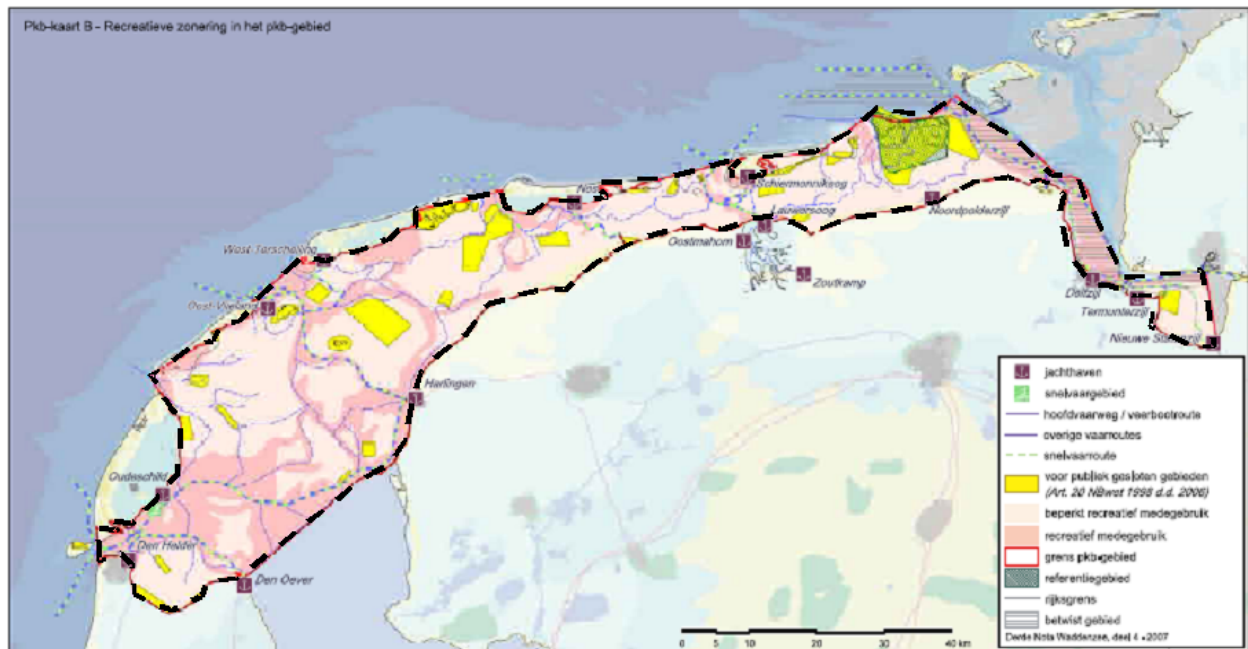 Pkb-kaart B - Recreatieve zonering in het pkb-gebied
Schiermonnikoog
Lauwersoog
Noordpolderzijl
Oostmahorn
Zoutkamp
West-Terschelling
Oost-Vlieland
Delfzijl
Termunterzijl
Harlingen
Oudeschild
Den Helder
Den Oever
jachthaven
snelvaargebied
hoofdvaarweg / veerbootroute
overige vaarroutes
snelvaarroute
voor publiek gesloten gebieden
(Art. 20 NBwet 1998 d.d. 2006)
beperkt recreatief medegebruik
recreatief medegebruik
grens pkb-gebied
referentiegebied
rijksgrens
betwist gebied
Derde Nota Waddenzee, deel 4 - 2007
0 5 10 20 40 km